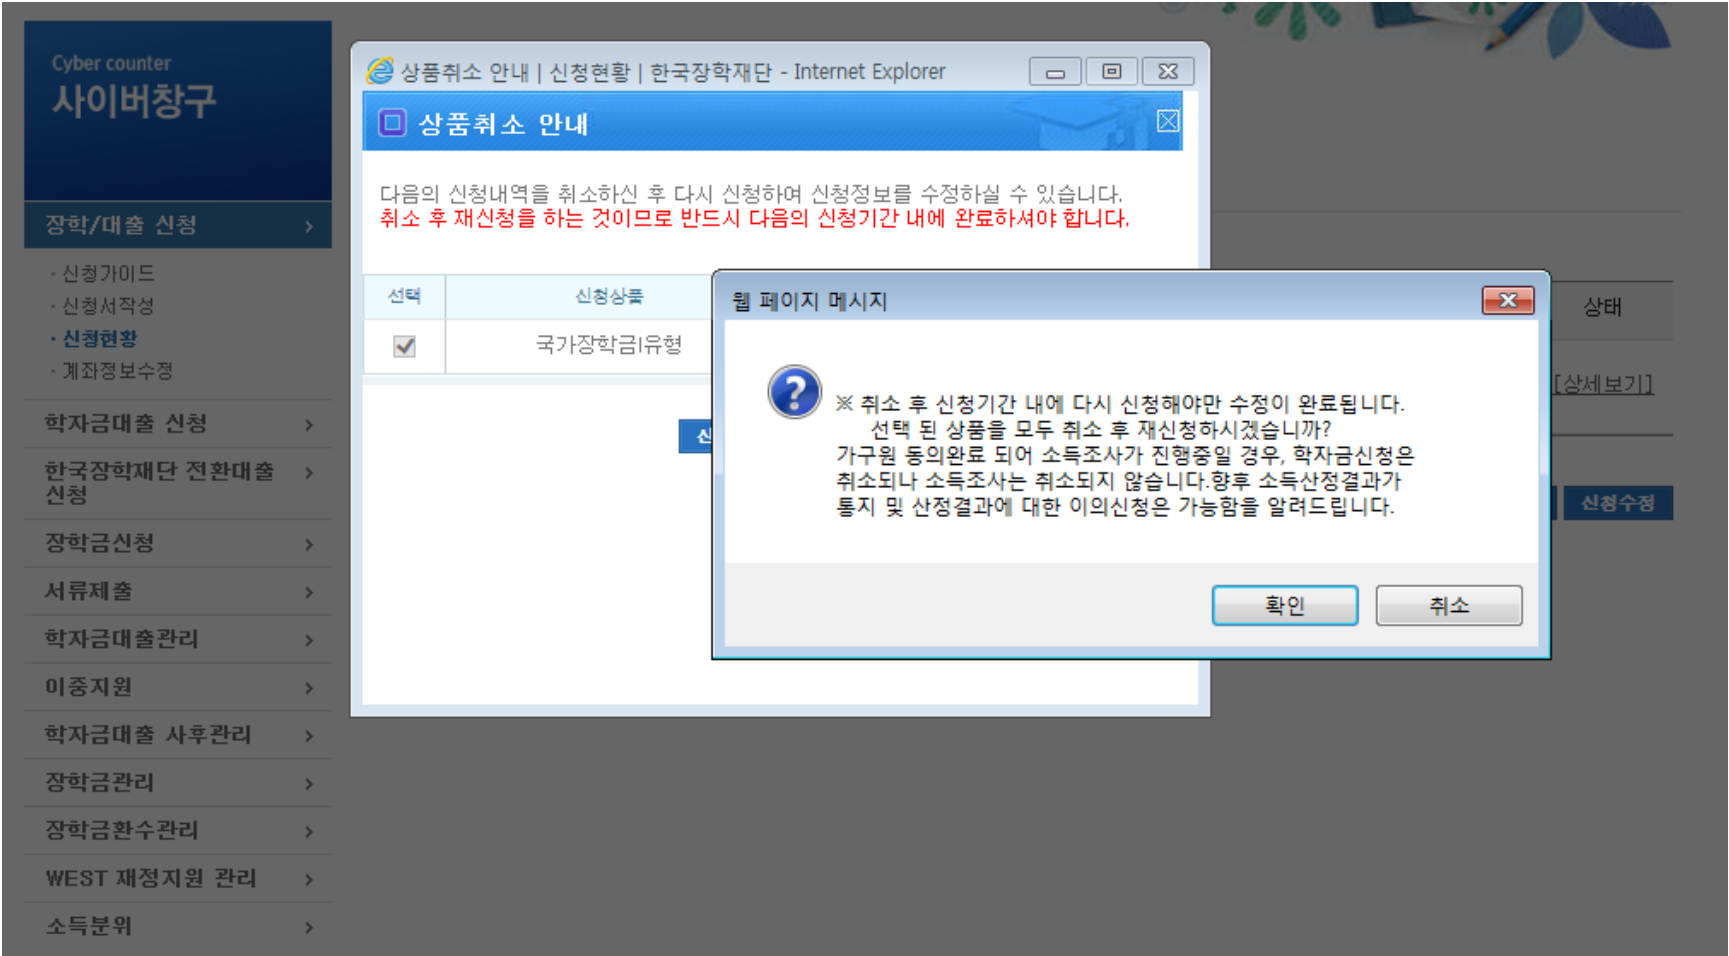 Cyber counter
사이버창구
장학/대출 신청
· 신청가이드
· 신청서작성
· 신청현황
· 계좌정보수정
학자금대출 신청
한국장학재단 전환대출
신청
장학금신청
서류제출
학자금대출관리
이중지원
학자금대출 사후관리
장학금관리
장학금환수관리
WEST 재정지원 관리
소득분위
상품취소 안내 | 신청현황 | 한국장학재단 - Internet Explorer
상품취소 안내
다음의 신청내역을 취소하신 후 다시 신청하여 신청정보를 수정하실 수 있습니다.
취소 후 재신청을 하는 것이므로 반드시 다음의 신청기간 내에 완료하셔야 합니다.
선택 신청상품
국가장학금I유형
신
웹 페이지 메시지
※ 취소 후 신청기간 내에 다시 신청해야만 수정이 완료됩니다.
선택 된 상품을 모두 취소 후 재신청하시겠습니까?
가구원 동의완료 되어 소득조사가 진행중일 경우, 학자금신청은
취소되나 소득조사는 취소되지 않습니다.향후 소득산정결과가
통지 및 산정결과에 대한 이의신청은 가능함을 알려드립니다.
확인 취소
상태
[상세보기]
신청수정